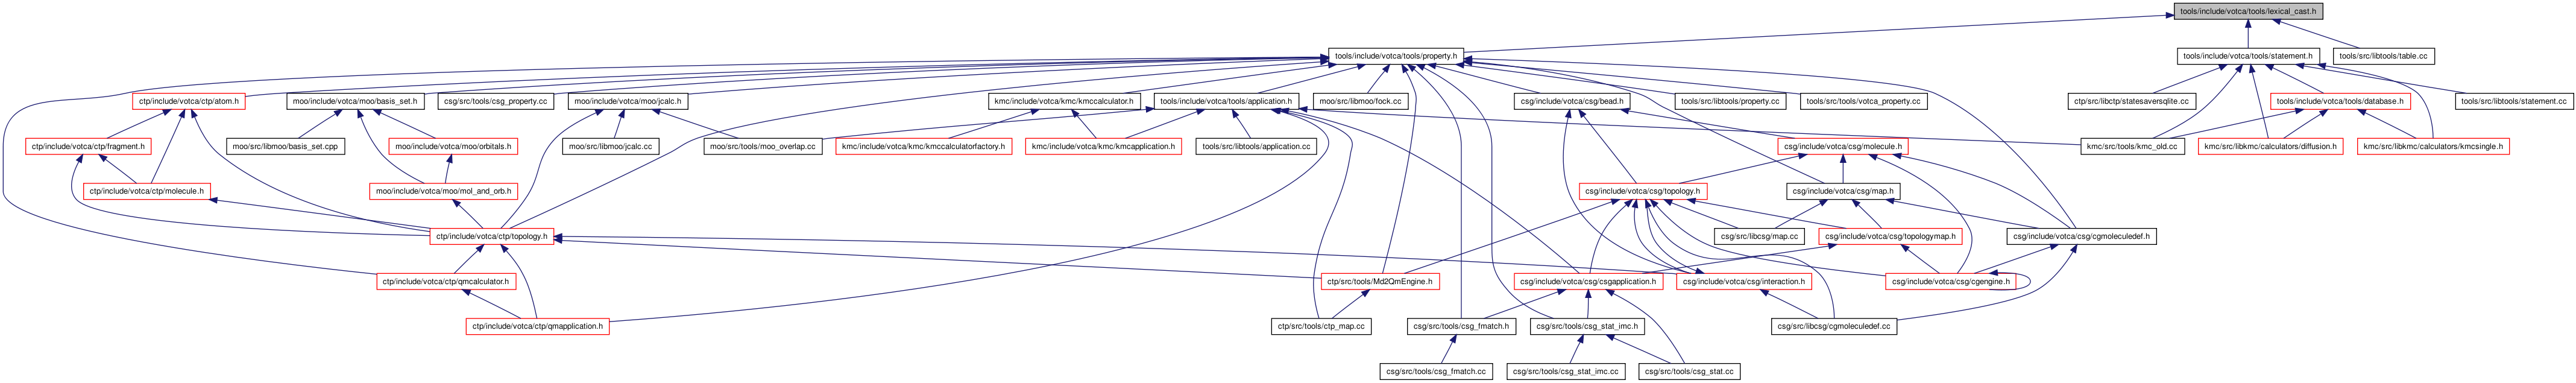 tools/include/votca/tools/lexical_cast.h
tools/include/votca/tools/property.h
tools/include/votca/tools/statement.h
tools/src/libtools/table.cc
ctp/include/votca/ctp/atom.h
moo/include/votca/moo/basis_set.h
csg/src/tools/csg_property.cc
moo/include/votca/moo/jcalc.h
kmc/include/votca/kmc/kmccalculator.h
tools/include/votca/tools/application.h
moo/src/libmoo/fock.cc
csg/include/votca/csg/bead.h
tools/src/libtools/property.cc
tools/src/tools/votca_property.cc
ctp/src/libctp/statesaversqlite.cc
tools/include/votca/tools/database.h
tools/src/libtools/statement.cc
ctp/include/votca/ctp/fragment.h
moo/src/libmoo/basis_set.cpp
moo/include/votca/moo/orbitals.h
moo/src/libmoo/jcalc.cc
moo/src/tools/moo_overlap.cc
kmc/include/votca/kmc/kmccalculatorfactory.h
kmc/include/votca/kmc/kmcapplication.h
tools/src/libtools/application.cc
csg/include/votca/csg/molecule.h
kmc/src/tools/kmc_old.cc
kmc/src/libkmc/calculators/diffusion.h
kmc/src/libkmc/calculators/kmcsingle.h
ctp/include/votca/ctp/molecule.h
moo/include/votca/moo/mol_and_orb.h
csg/include/votca/csg/topology.h
csg/include/votca/csg/map.h
ctp/include/votca/ctp/topology.h
csg/src/libcsg/map.cc
csg/include/votca/csg/topologymap.h
csg/include/votca/csg/cgmoleculedef.h
ctp/include/votca/ctp/qmcalculator.h
ctp/src/tools/Md2QmEngine.h
csg/include/votca/csg/csgapplication.h
csg/include/votca/csg/interaction.h
csg/include/votca/csg/cgengine.h
ctp/include/votca/ctp/qmapplication.h
ctp/src/tools/ctp_map.cc
csg/src/tools/csg_fmatch.h
csg/src/tools/csg_stat_imc.h
csg/src/libcsg/cgmoleculedef.cc
csg/src/tools/csg_fmatch.cc
csg/src/tools/csg_stat_imc.cc
csg/src/tools/csg_stat.cc